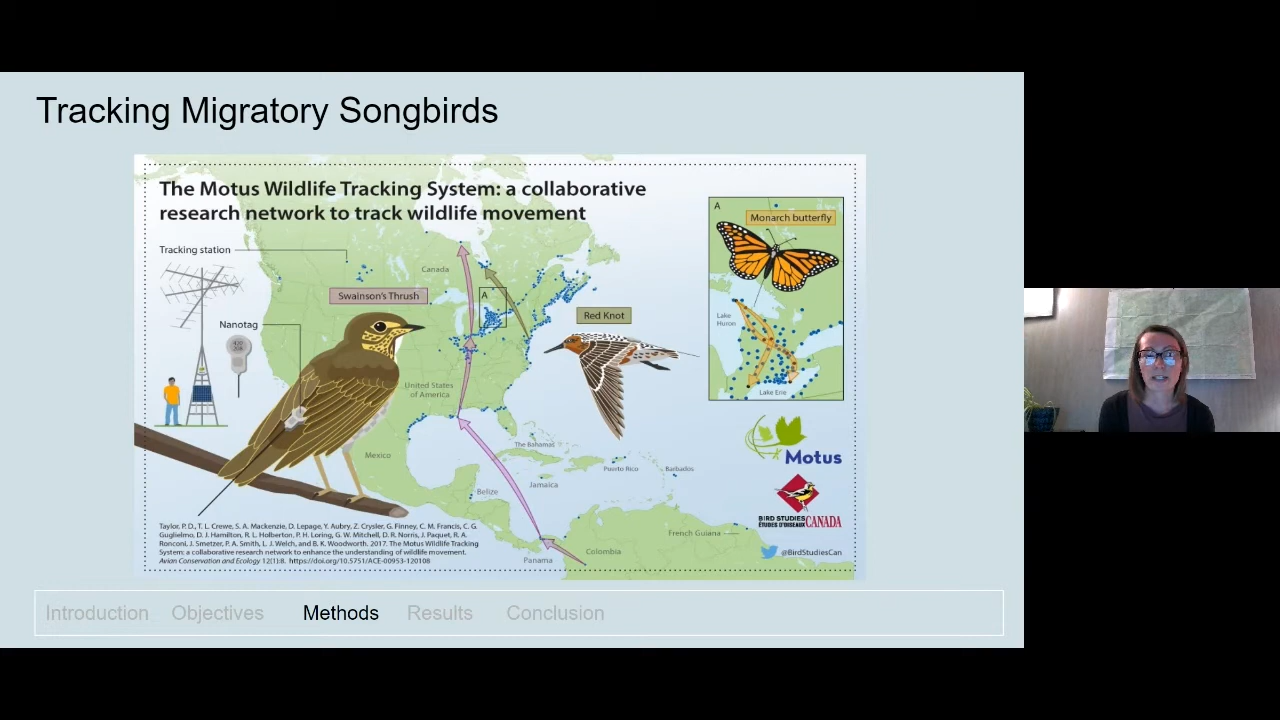 Tracking Migratory Songbirds
The Motus Wildlife Tracking System: a collaborative
research network to track wildlife movement
Tracking station
Nanotag
Swainson's Thrush
Canada
A
Red Knot
United States
of America
Mexico
Belize
The Bahamas
Jamaica
Puerto Rico
Barbados
Panama
Colombia
French Guiana
A
Monarch butterfly
Lake
Huron
Lake Erie
Motus
BIRD STUDIES
ÉTUDES D'OISEAUX CANADA
@BirdStudiesCan
Taylor, P. D., T. L. Crewe, S. A. Mackenzie, D. Lepage, Y. Aubry, Z. Crysler, G. Finney, C. M. Francis, C. G.
Guglielmo, D. J. Hamilton, R. L. Holberton, P. H. Loring, G. W. Mitchell, D. R. Norris, J. Paquet, R. A.
Ronconi, J. Smetzer, P. A. Smith, L. J. Welch, and B. K. Woodworth. 2017. The Motus Wildlife Tracking
System: a collaborative research network to enhance the understanding of wildlife movement.
Avian Conservation and Ecology 12(1):8. https://doi.org/10.5751/ACE-00953-120108
Introduction Objectives Methods Results Conclusion